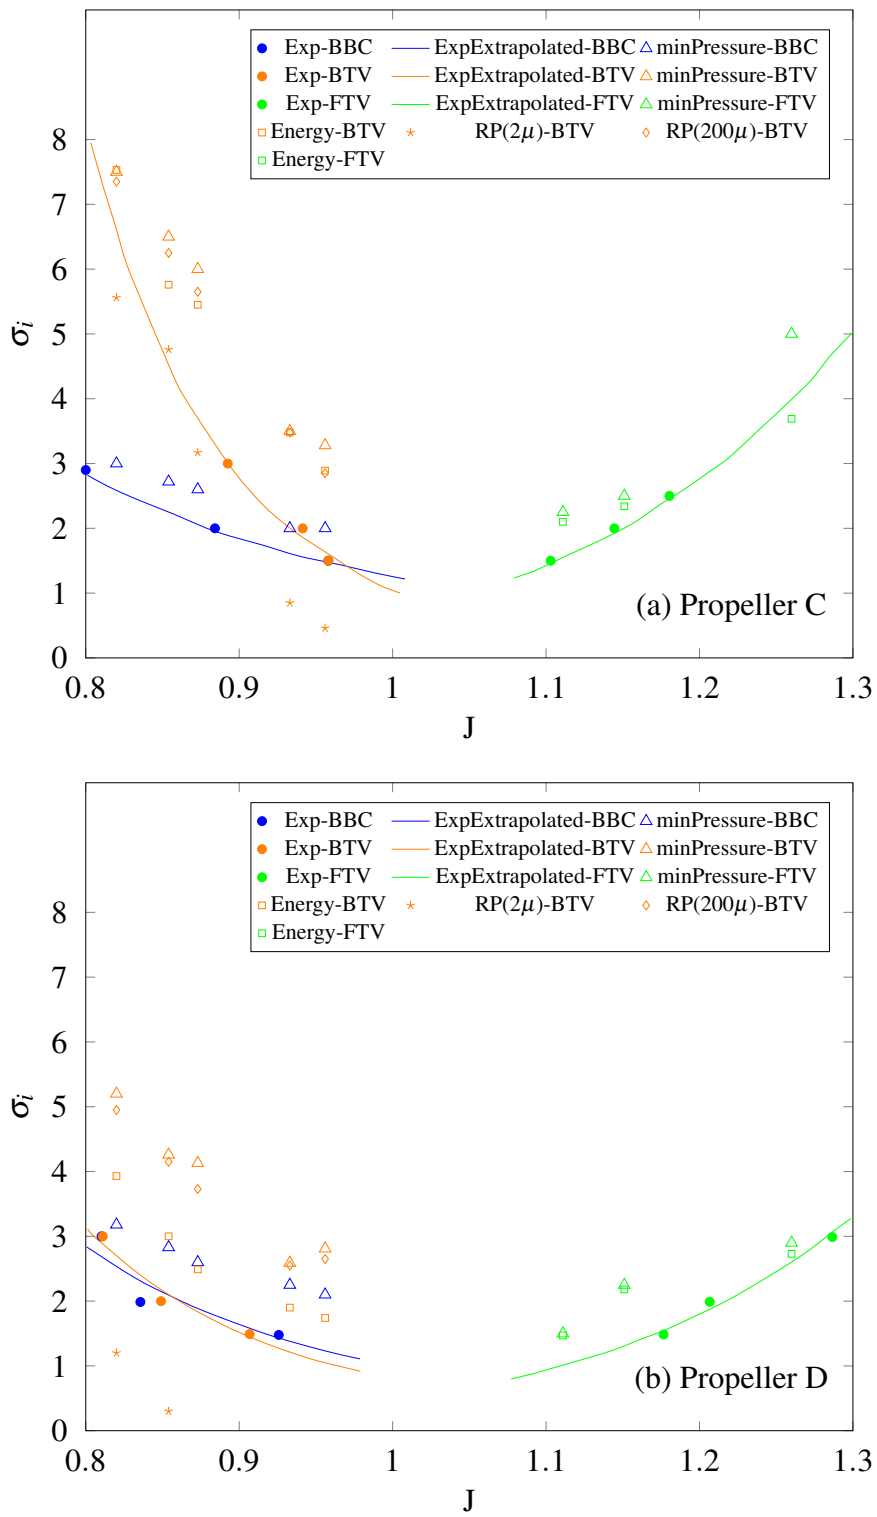 Exp-BBC ExpExtrapolated-BBC minPressure-BBC
Exp-BTV ExpExtrapolated-BTV minPressure-BTV
Exp-FTV ExpExtrapolated-FTV minPressure-FTV
Energy-BTV RP(2μ)-BTV RP(200μ)-BTV
Energy-FTV
8
7
6
5
4
3
2
1
0
σi
(a) Propeller C
0.8 0.9 1 1.1 1.2 1.3
J
Exp-BBC ExpExtrapolated-BBC minPressure-BBC
Exp-BTV ExpExtrapolated-BTV minPressure-BTV
Exp-FTV ExpExtrapolated-FTV minPressure-FTV
Energy-BTV RP(2μ)-BTV RP(200μ)-BTV
Energy-FTV
8
7
6
5
4
3
2
1
0
σi
(b) Propeller D
0.8 0.9 1 1.1 1.2 1.3
J